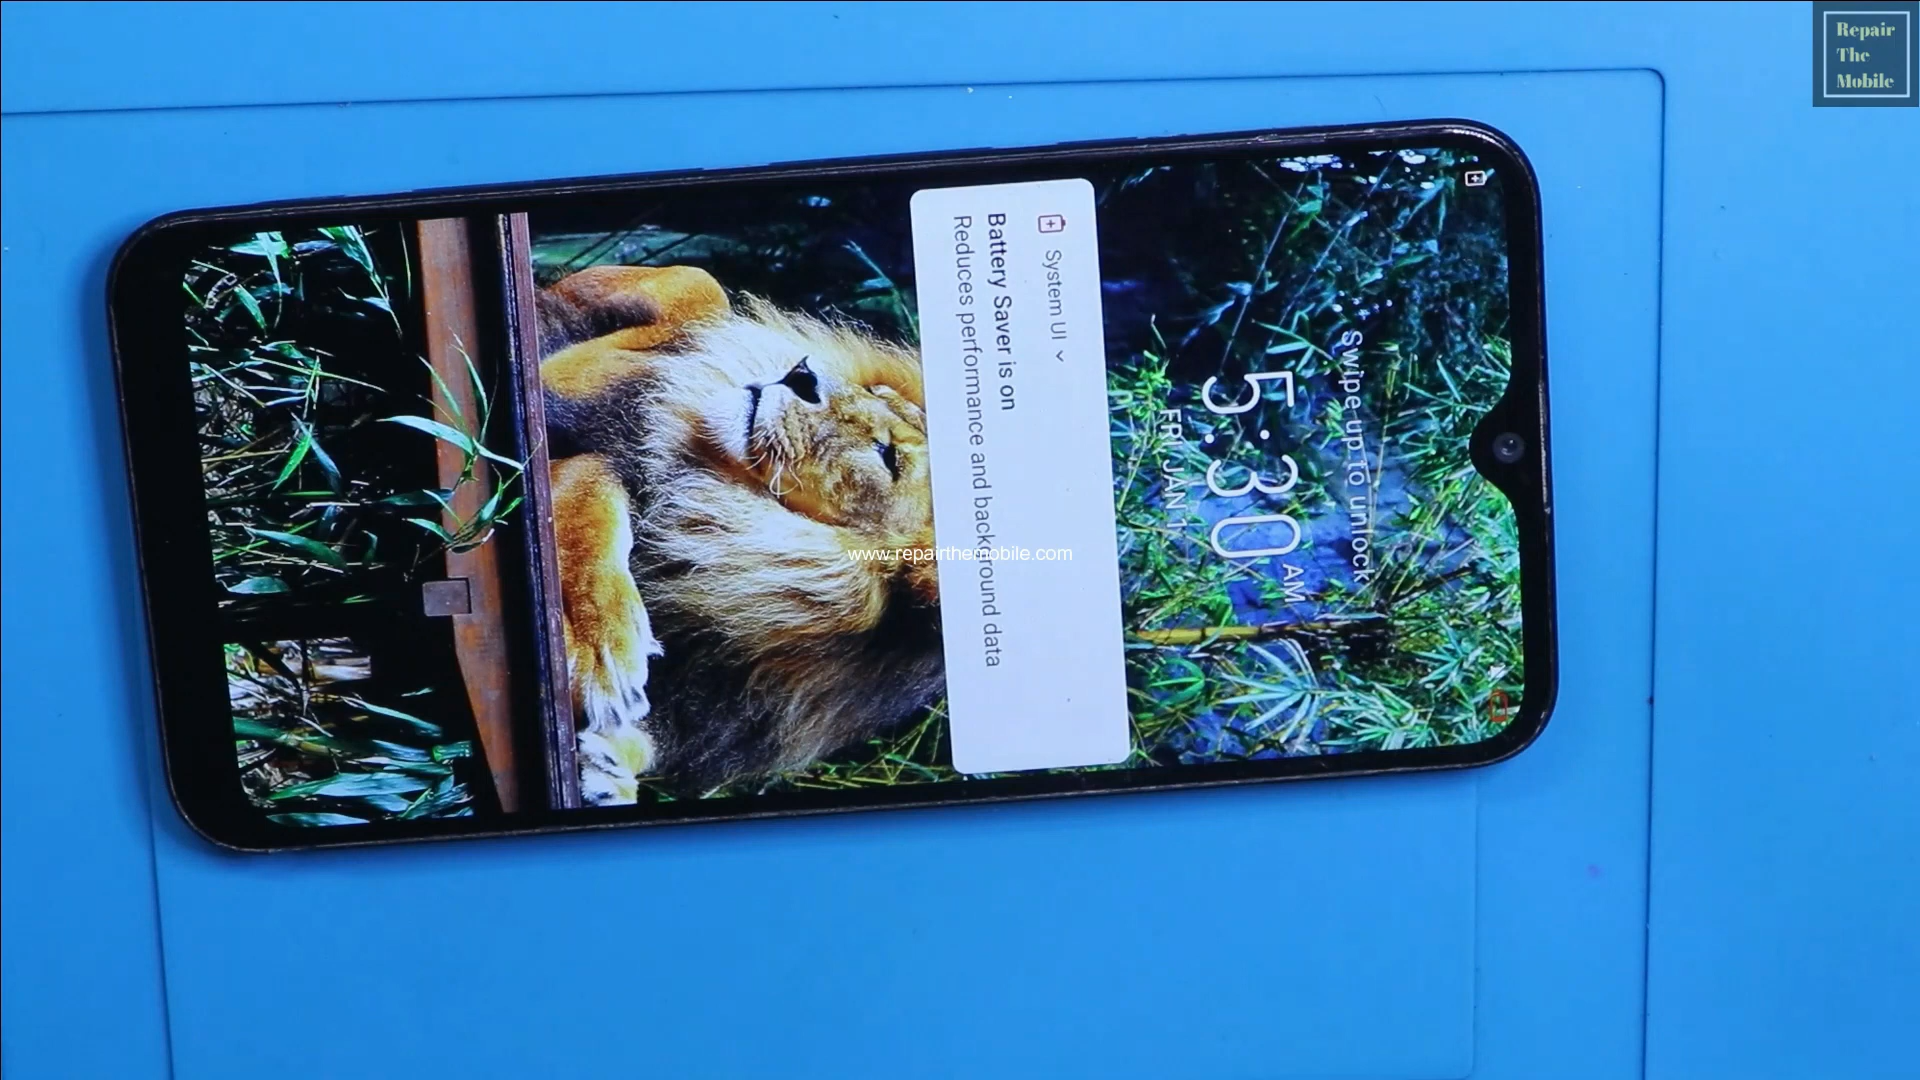 Repair
The
Mobile
Swipe up to unlock
5:30 AM
FRI, JAN 1
System UI
Battery Saver is on
Reduces performance and background data
www.repairthemobile.com